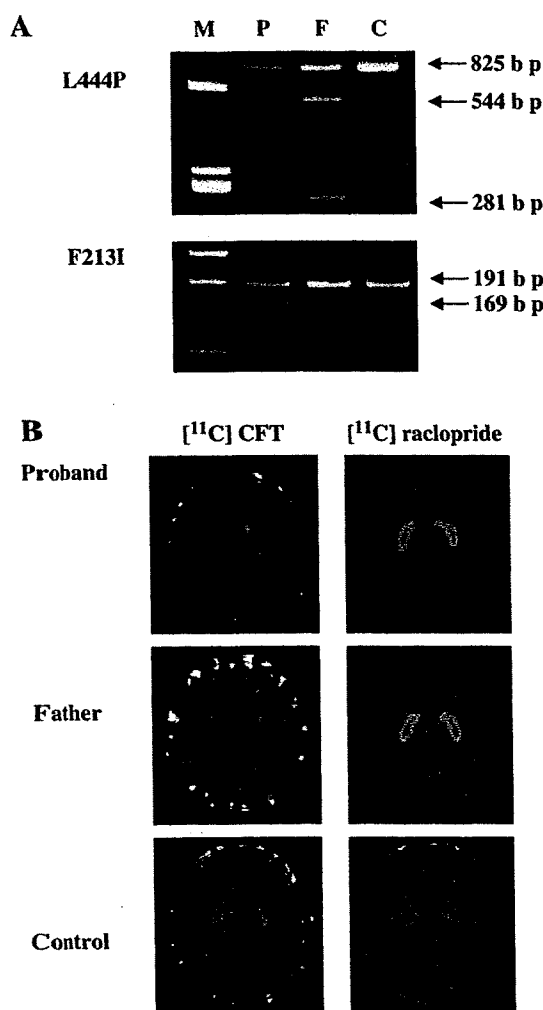 A
M P F C
L444P
825 b p
544 b p
281 b p
F213I
191 b p
169 b p
B
[¹¹C] CFT [¹¹C] raclopride
Proband
Father
Control